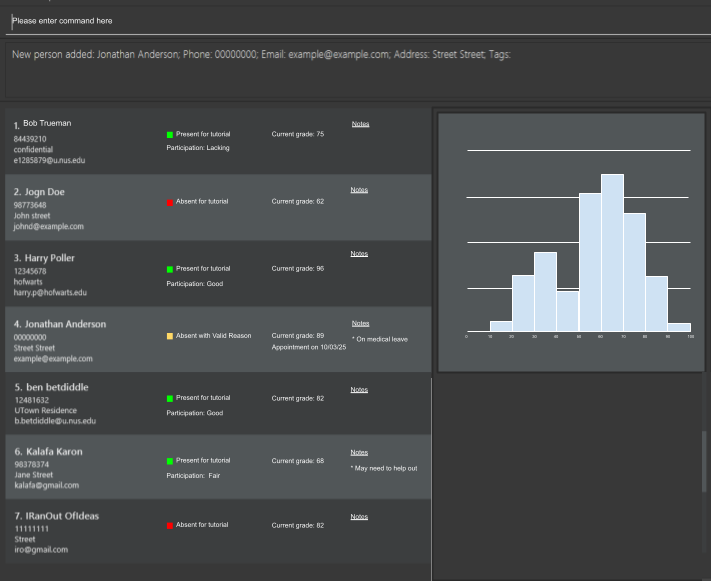 Please enter command here
New person added: Jonathan Anderson; Phone: 00000000; Email: example@example.com; Address: Street Street; Tags:
1. Bob Trueman
84439210
confidential
e1285879@u.nus.edu
Present for tutorial
Participation: Lacking
Current grade: 75
Notes
2. Jogn Doe
98773648
John street
johnd@example.com
Absent for tutorial
Current grade: 62
Notes
3. Harry Poller
12345678
hofwarts
harry.p@hofwarts.edu
Present for tutorial
Participation: Good
Current grade: 96
Notes
4. Jonathan Anderson
00000000
Street Street
example@example.com
Absent with Valid Reason
Current grade: 89
Appointment on 10/03/25
Notes
* On medical leave
5. ben betdiddle
12481632
UTown Residence
b.betdiddle@u.nus.edu
Present for tutorial
Participation: Good
Current grade: 82
Notes
6. Kalafa Karon
98378374
Jane Street
kalafa@gmail.com
Present for tutorial
Participation: Fair
Current grade: 68
Notes
* May need to help out
7. IRanOut OfIdeas
11111111
Street
iro@gmail.com
Absent for tutorial
Current grade: 82
Notes
0 10 20 30 40 50 60 70 80 90 100